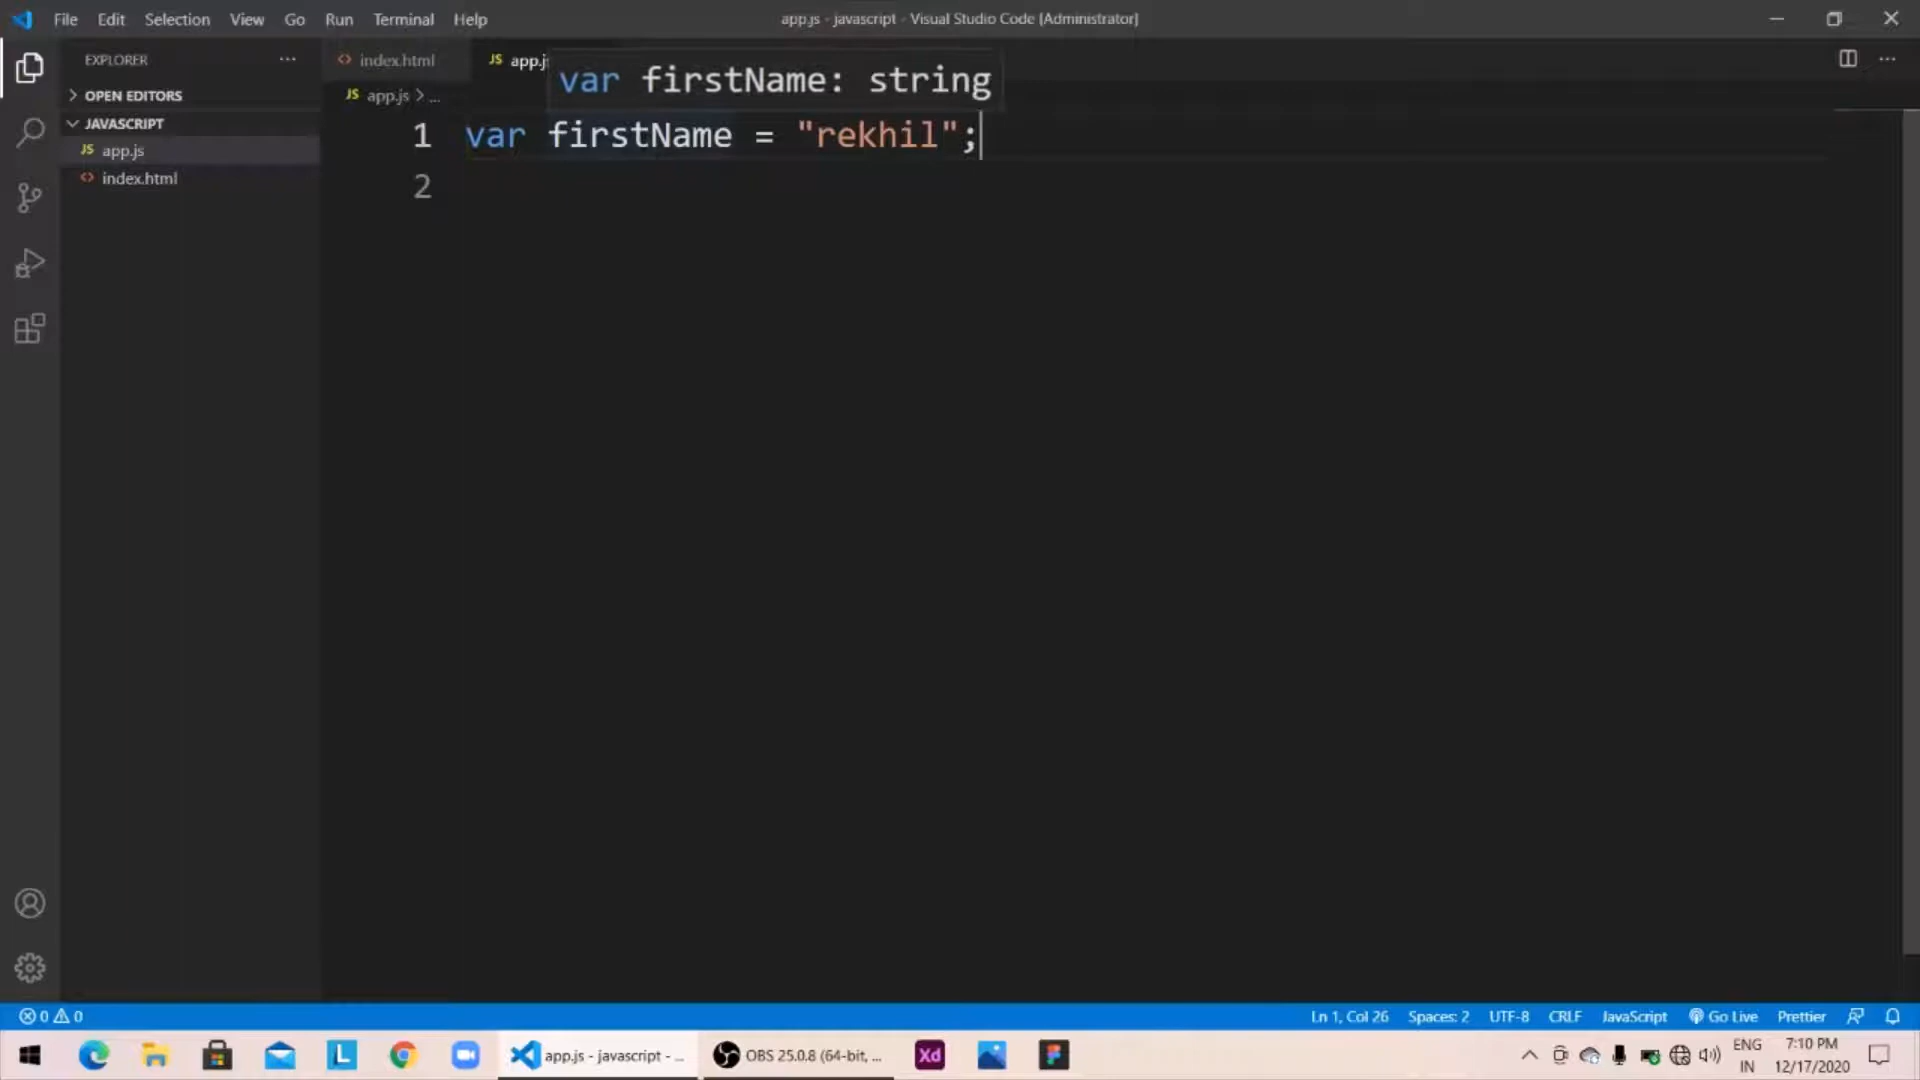 File Edit Selection View Go Run Terminal Help
app.js - javascript - Visual Studio Code [Administrator]
EXPLORER
OPEN EDITORS
JAVASCRIPT
JS app.js
<> index.html
<> index.html
JS app.j
JS app.js > ...
var firstName: string
1 var firstName = "rekhil";
2
0 0
Ln 1, Col 26 Spaces: 2 UTF-8 CRLF JavaScript Go Live Prettier
L
app.js - javascript - ...
OBS 25.0.8 (64-bit, ...
Xd
ENG
IN
7:10 PM
12/17/2020